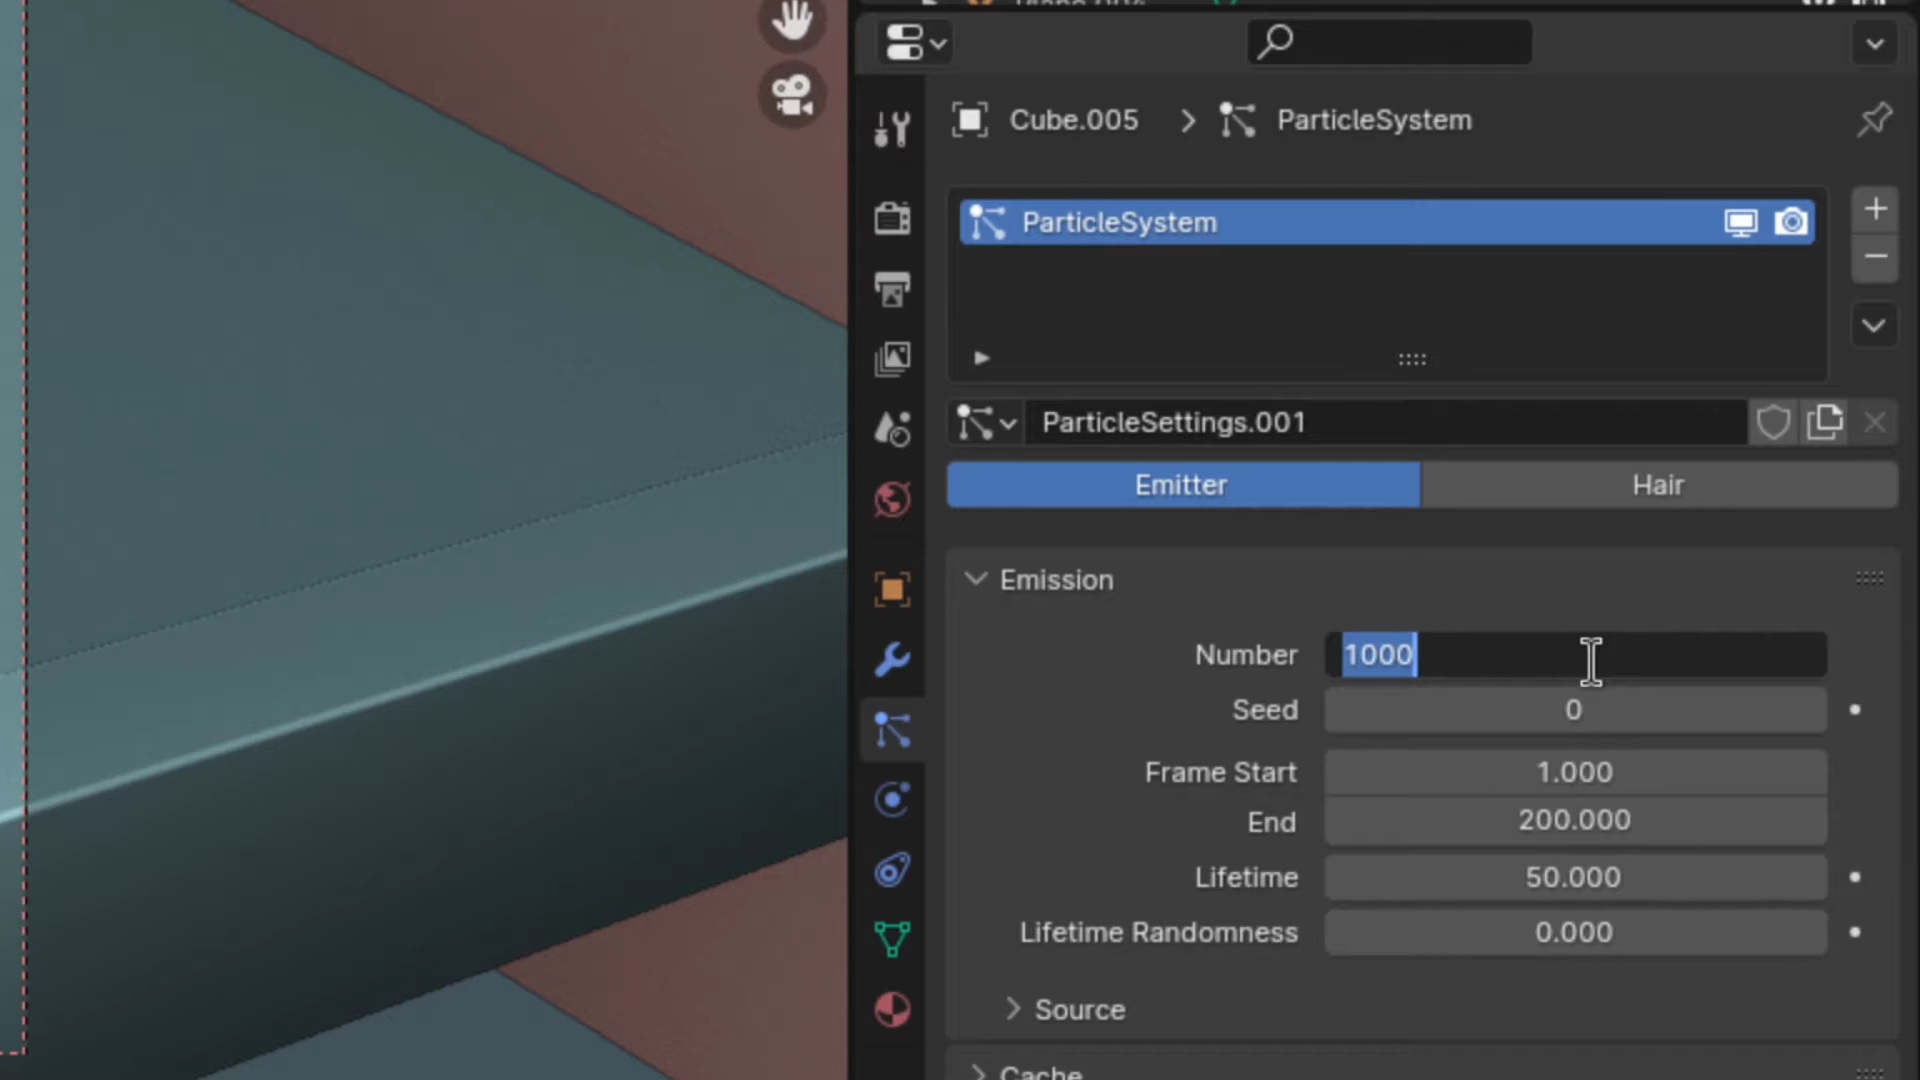 Cube.005 ParticleSystem
ParticleSystem
ParticleSettings.001
Emitter Hair
Emission
Number 1000
Seed 0
Frame Start 1.000
End 200.000
Lifetime 50.000
Lifetime Randomness 0.000
Source
Cache